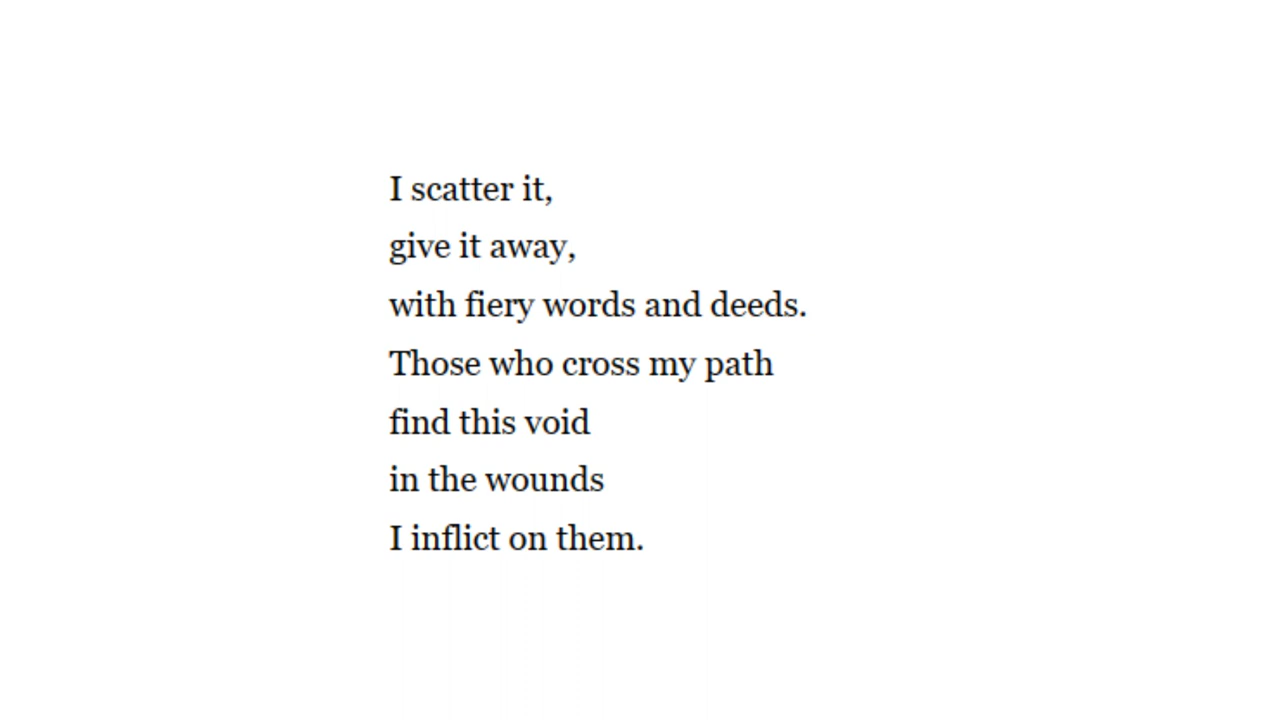 I scatter it,
give it away,
with fiery words and deeds.
Those who cross my path
find this void
in the wounds
I inflict on them.